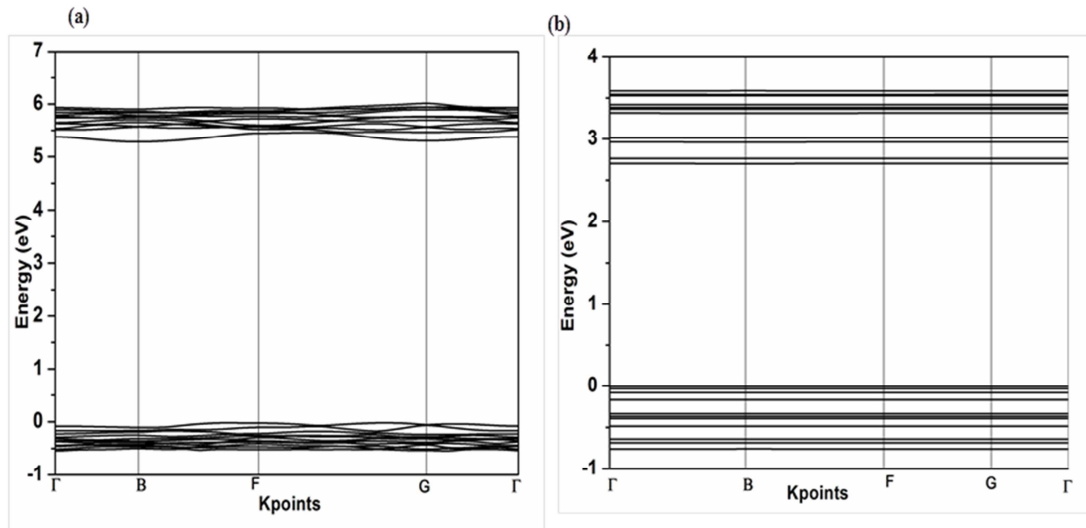 (a)
7
6
5
4
3
2
1
0
-1
Energy (eV)
Γ B F G Γ
Kpoints
(b)
4
3
2
1
0
-1
Energy (eV)
Γ B F G Γ
Kpoints